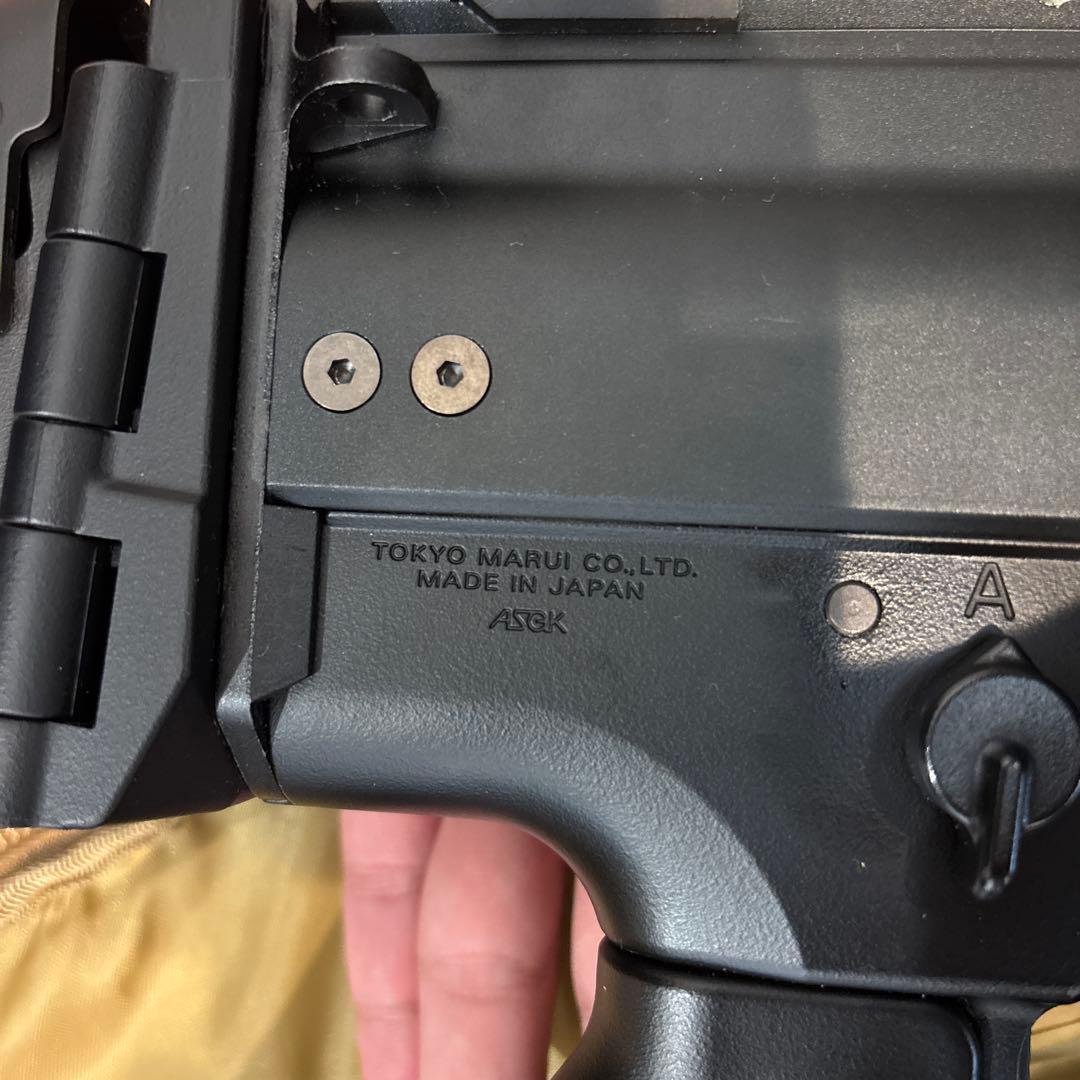 TOKYO MARUI CO.,LTD.
MADE IN JAPAN
ASGK
A